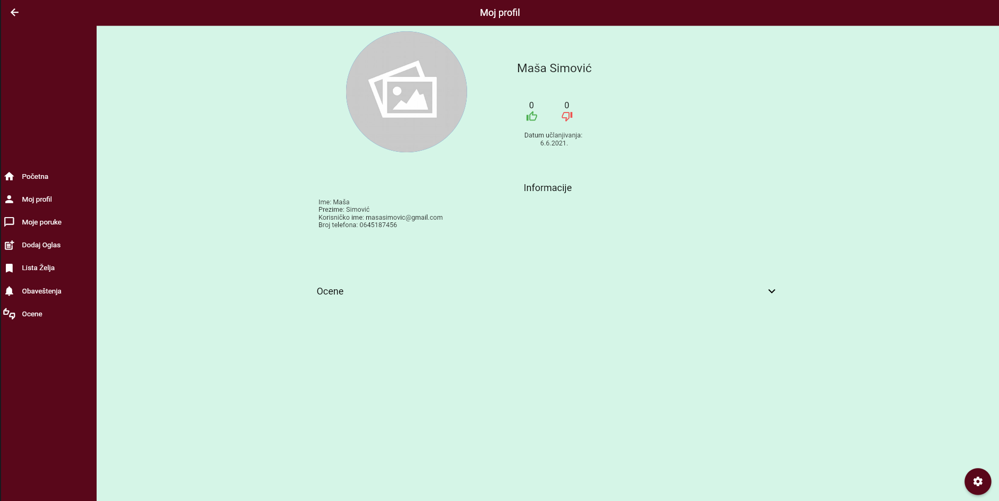 Moj profil
Početna
Moj profil
Moje poruke
Dodaj Oglas
Lista Želja
Obaveštenja
Ocene
Maša Simović
0 0
Datum učlanjivanja:
6.6.2021.
Informacije
Ime: Maša
Prezime: Simović
Korisničko ime: masasimovic@gmail.com
Broj telefona: 0645187456
Ocene